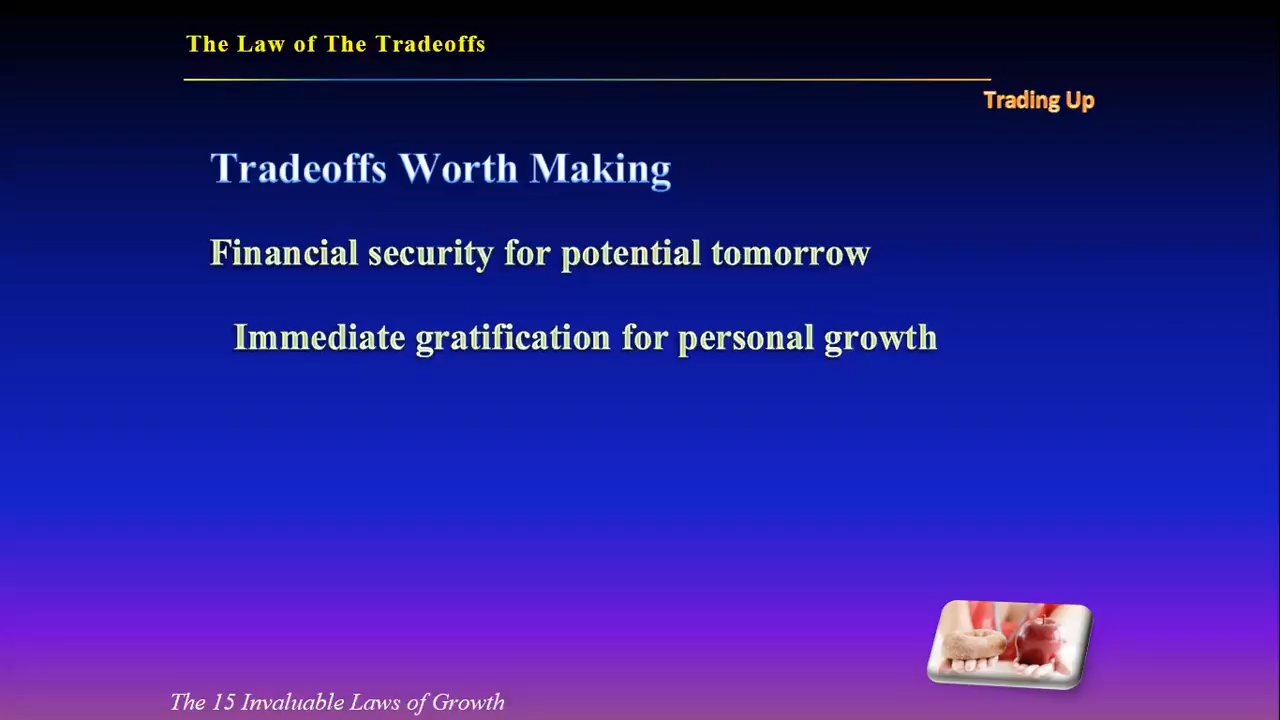 The Law of The Tradeoffs
Trading Up
Tradeoffs Worth Making
Financial security for potential tomorrow
Immediate gratification for personal growth
The 15 Invaluable Laws of Growth